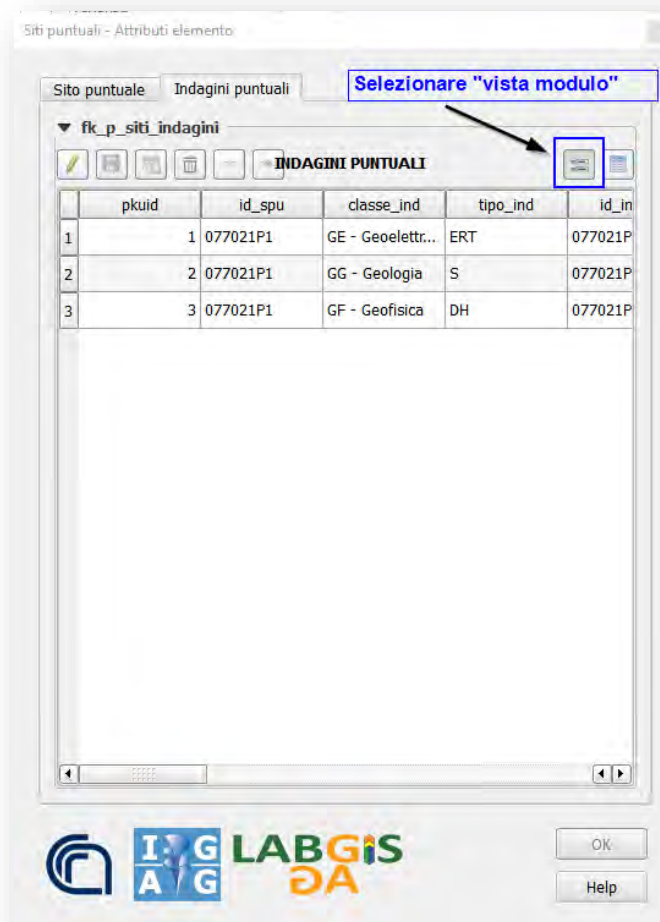 Siti puntuali - Attributi elemento
Sito puntuale Indagini puntuali
Selezionare "vista modulo"
fk_p_siti_indagini
INDAGINI PUNTUALI
pkuid id_spu classe_ind tipo_ind id_in
1 1 077021P1 GE - Geoelettr... ERT 077021P
2 2 077021P1 GG - Geologia S 077021P
3 3 077021P1 GF - Geofisica DH 077021P
I G
A G
LABGIS
GA
OK
Help